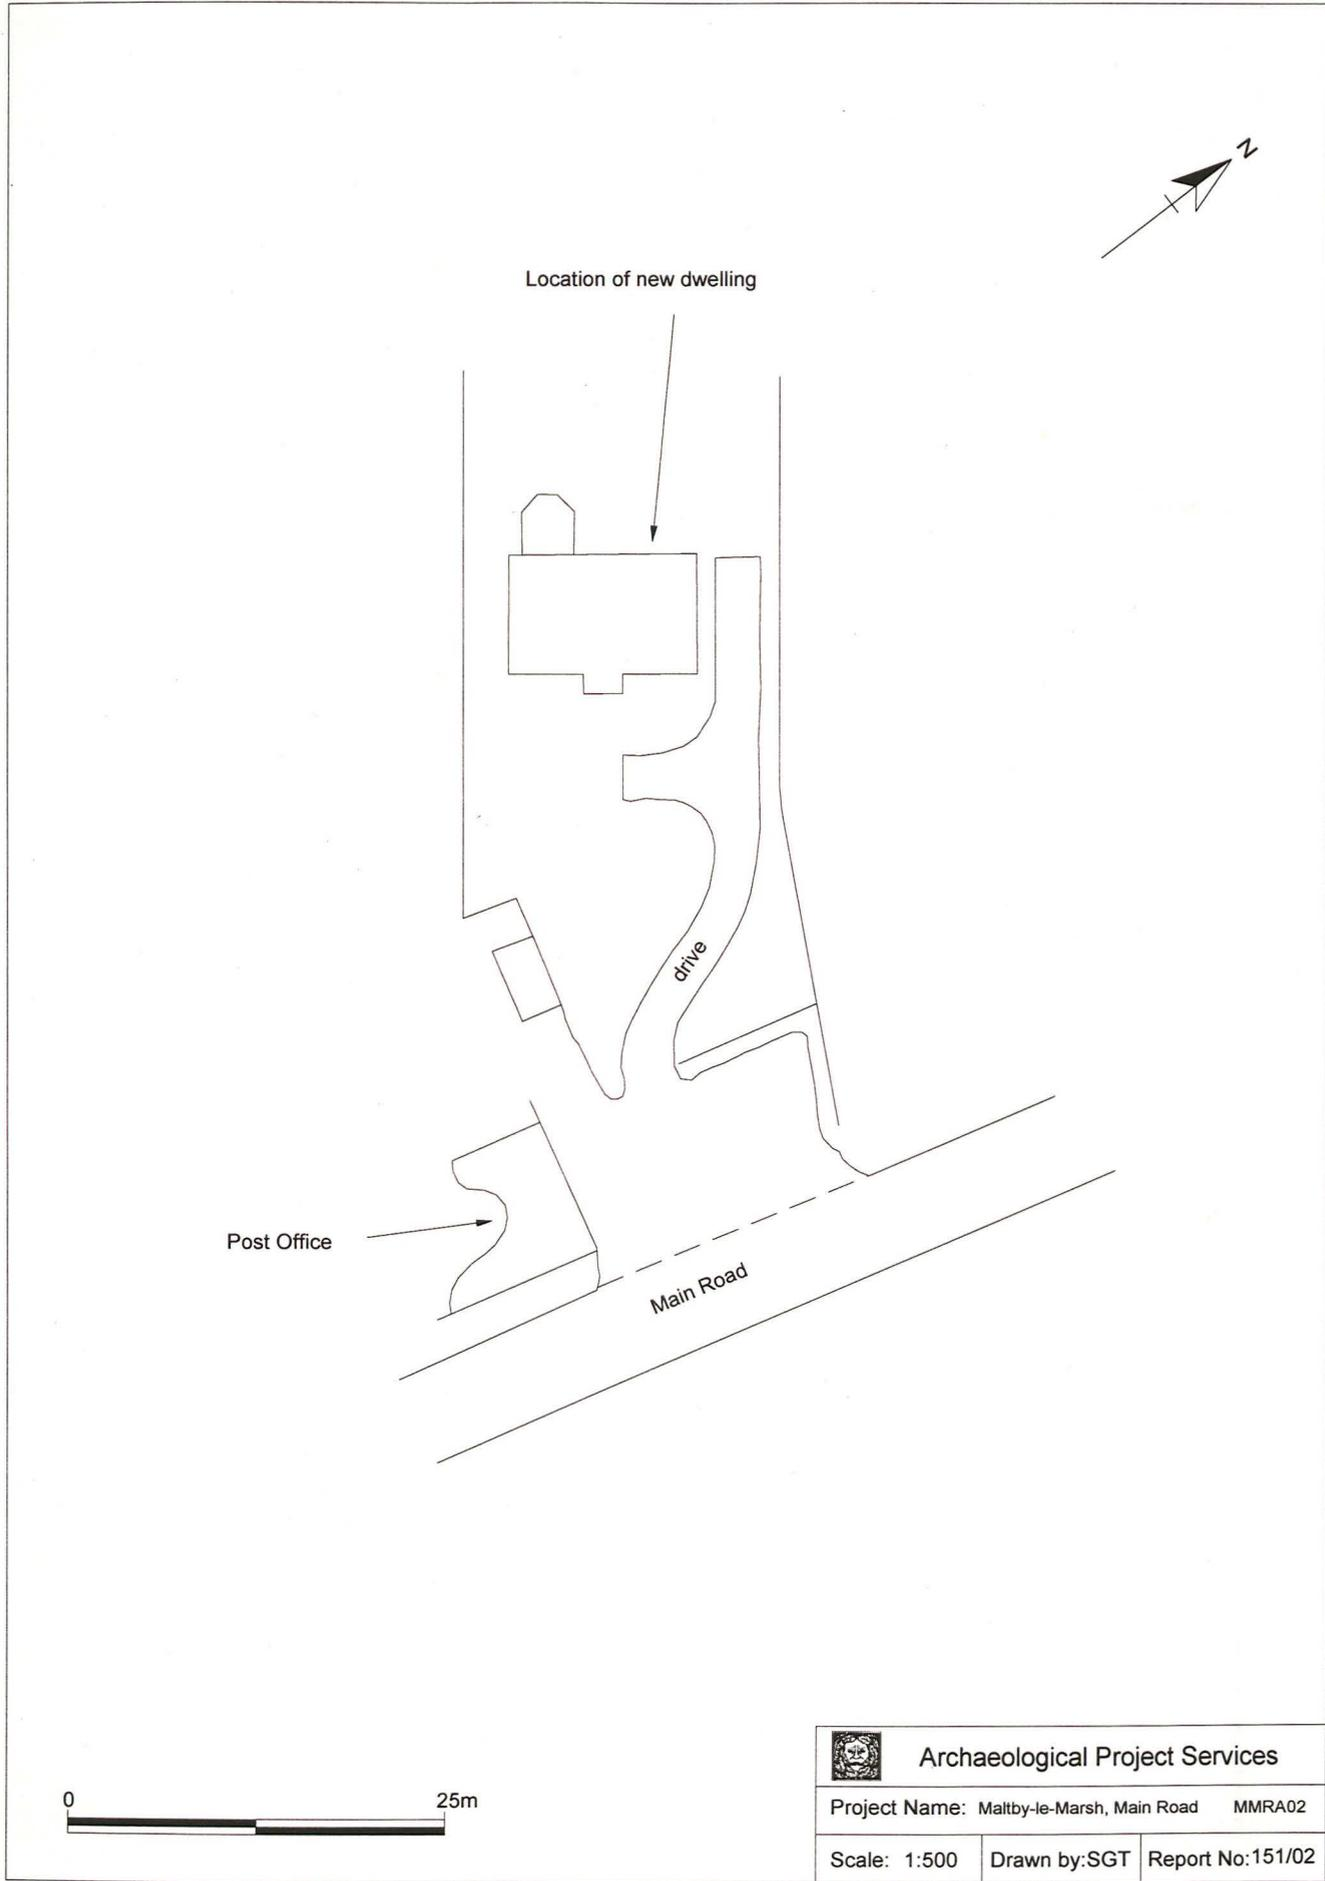 N
Location of new dwelling
drive
Post Office
Main Road
0 25m
Archaeological Project Services
Project Name: Maltby-le-Marsh, Main Road MMRA02
Scale: 1:500 Drawn by:SGT Report No:151/02